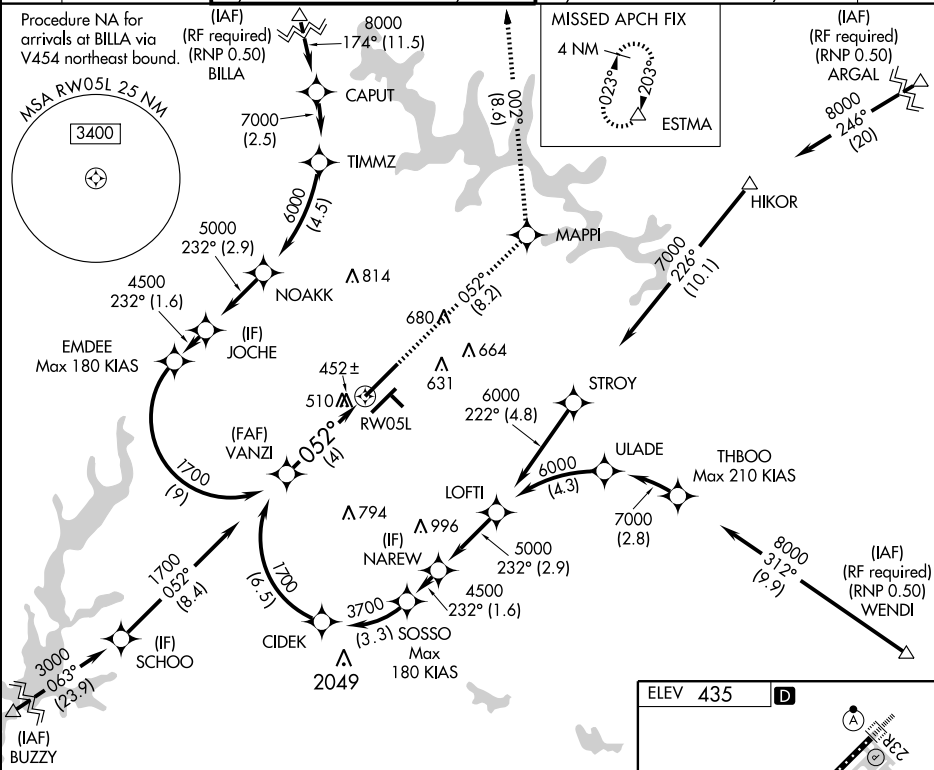 Procedure NA for
arrivals at BILLA via
V454 northeast bound.
MSA RW05L 25 NM
3400
(IAF)
(RF required)
(RNP 0.50)
BILLA
8000
174° (11.5)
CAPUT
7000
(2.5)
TIMMZ
6000
(4.5)
5000
232° (2.9)
NOAKK
4500
232° (1.6)
(IF)
JOCHE
EMDEE
Max 180 KIAS
1700
(9)
814
002°
(8.6)
MISSED APCH FIX
4 NM
023°
203°
ESTMA
(IAF)
(RF required)
(RNP 0.50)
ARGAL
8000
246°
(20)
HIKOR
7000
226°
(10.1)
MAPPI
052°
(8.2)
680
664
631
452±
510
RW05L
(FAF)
VANZI
052°
(4)
STROY
6000
222° (4.8)
ULADE
6000
(4.3)
THBOO
Max 210 KIAS
7000
(2.8)
8000
312°
(9.9)
(IAF)
(RF required)
(RNP 0.50)
WENDI
LOFTI
5000
232° (2.9)
794
996
(IF)
NAREW
4500
232° (1.6)
SOSSO
Max
180 KIAS
3700
(3.3)
CIDEK
1700
(6.5)
2049
1700
052°
(8.4)
(IF)
SCHOO
3000
063°
(23.9)
(IAF)
BUZZY
ELEV 435
D
A
23R
P